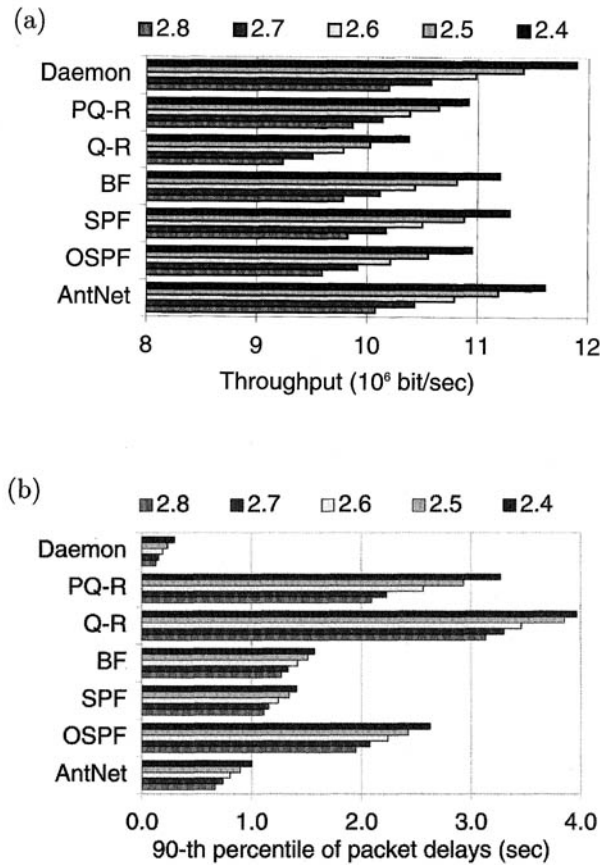 (a)
2.8 2.7 2.6 2.5 2.4
Daemon
PQ-R
Q-R
BF
SPF
OSPF
AntNet
8 9 10 11 12
Throughput (10⁶ bit/sec)
(b)
2.8 2.7 2.6 2.5 2.4
Daemon
PQ-R
Q-R
BF
SPF
OSPF
AntNet
0.0 1.0 2.0 3.0 4.0
90-th percentile of packet delays (sec)